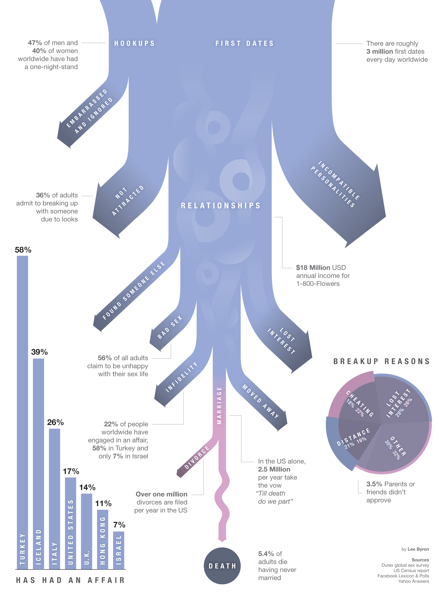 47% of men and
40% of women
worldwide have had
a one-night-stand
HOOKUPS
FIRST DATES
There are roughly
3 million first dates
every day worldwide
EMBARRASSED
AND IGNORED
NOT
ATTRACTED
INCOMPATIBLE
PERSONALITIES
36% of adults
admit to breaking up
with someone
due to looks
RELATIONSHIPS
$18 Million USD
annual income for
1-800-Flowers
FOUND SOMEONE ELSE
BAD SEX
LOST
INTEREST
56% of all adults
claim to be unhappy
with their sex life
INFIDELITY
MOVED AWAY
MARRIAGE
22% of people
worldwide have
engaged in an affair,
58% in Turkey and
only 7% in Israel
DIVORCE
Over one million
divorces are filed
per year in the US
In the US alone,
2.5 Million
per year take
the vow
"Till death
do we part"
DEATH
5.4% of
adults die
having never
married
58%
39%
26%
17%
14%
11%
7%
TURKEY
ICELAND
ITALY
UNITED STATES
U.K.
HONG KONG
ISRAEL
HAS HAD AN AFFAIR
BREAKUP REASONS
CHEATING
LOST
INTEREST
DISTANCE
OTHER
3.5% Parents or
friends didn't
approve
by Lee Byron
Sources
Durex global sex survey
US Census report
Facebook Lexicon & Polls
Yahoo Answers